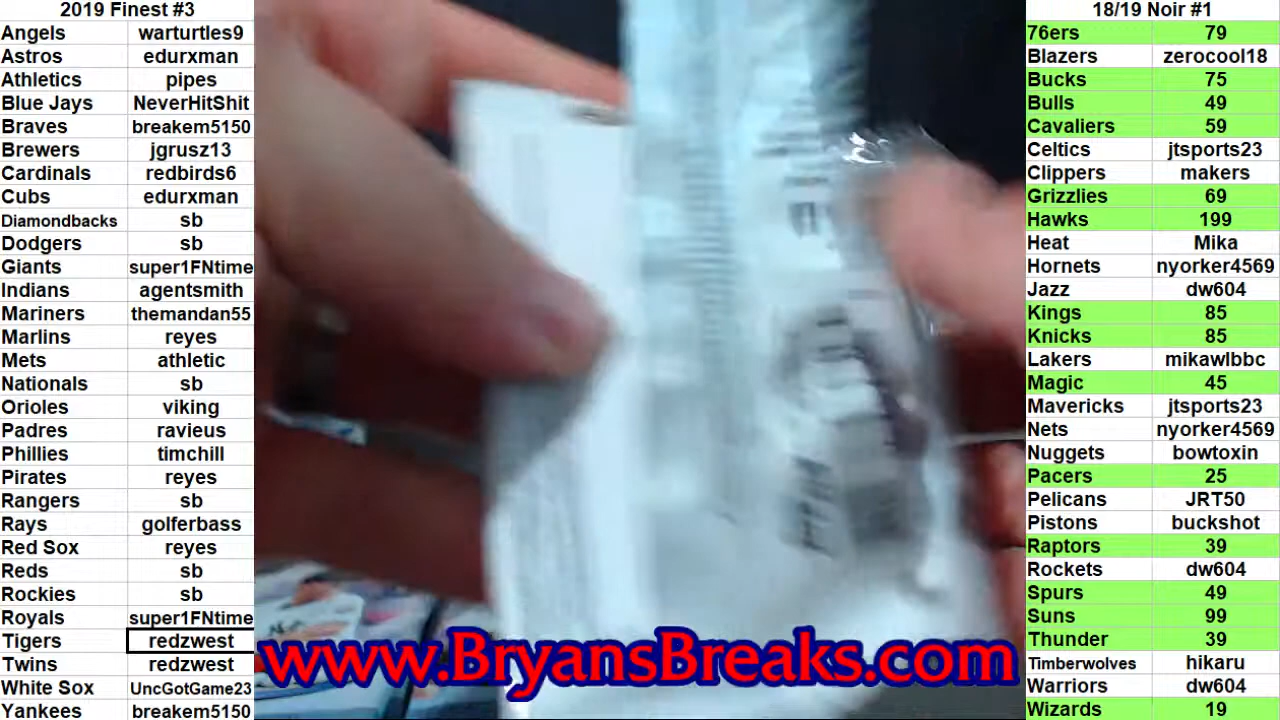 2019 Finest #3
Angels warturtles9
Astros edurxman
Athletics pipes
Blue Jays NeverHitShit
Braves breakem5150
Brewers jgrusz13
Cardinals redbirds6
Cubs edurxman
Diamondbacks sb
Dodgers sb
Giants super1FNtime
Indians agentsmith
Mariners themandan55
Marlins reyes
Mets athletic
Nationals sb
Orioles viking
Padres ravieus
Phillies timchill
Pirates reyes
Rangers sb
Rays golferbass
Red Sox reyes
Reds sb
Rockies sb
Royals super1FNtime
Tigers redzwest
Twins redzwest
White Sox UncGotGame23
Yankees breakem5150
www.BryansBreaks.com
18/19 Noir #1
76ers 79
Blazers zerocool18
Bucks 75
Bulls 49
Cavaliers 59
Celtics jtsports23
Clippers makers
Grizzlies 69
Hawks 199
Heat Mika
Hornets nyorker4569
Jazz dw604
Kings 85
Knicks 85
Lakers mikawlbbc
Magic 45
Mavericks jtsports23
Nets nyorker4569
Nuggets bowtoxin
Pacers 25
Pelicans JRT50
Pistons buckshot
Raptors 39
Rockets dw604
Spurs 49
Suns 99
Thunder 39
Timberwolves hikaru
Warriors dw604
Wizards 19